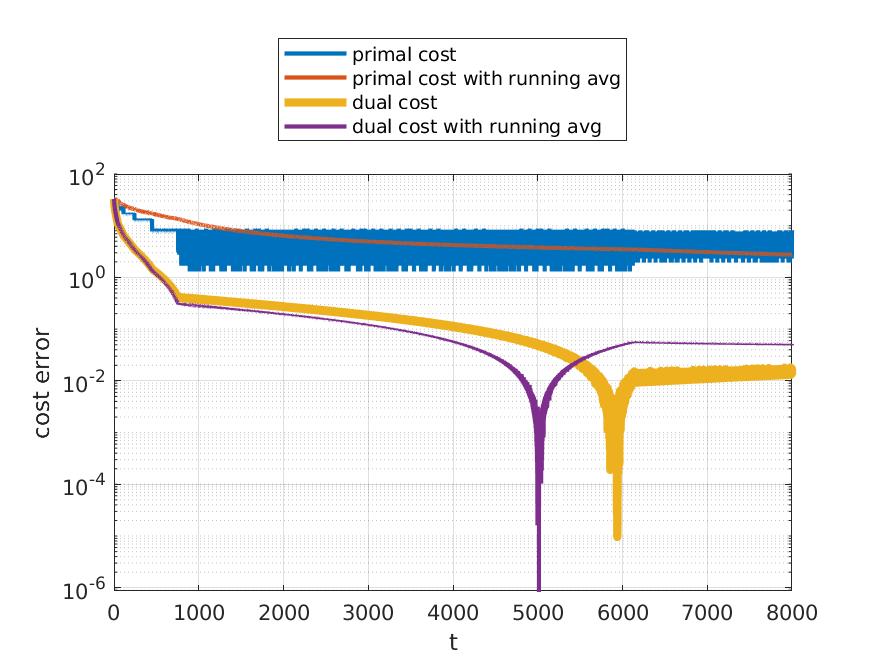 primal cost
primal cost with running avg
dual cost
dual cost with running avg
10^2
10^0
10^-2
10^-4
10^-6
cost error
0 1000 2000 3000 4000 5000 6000 7000 8000
t